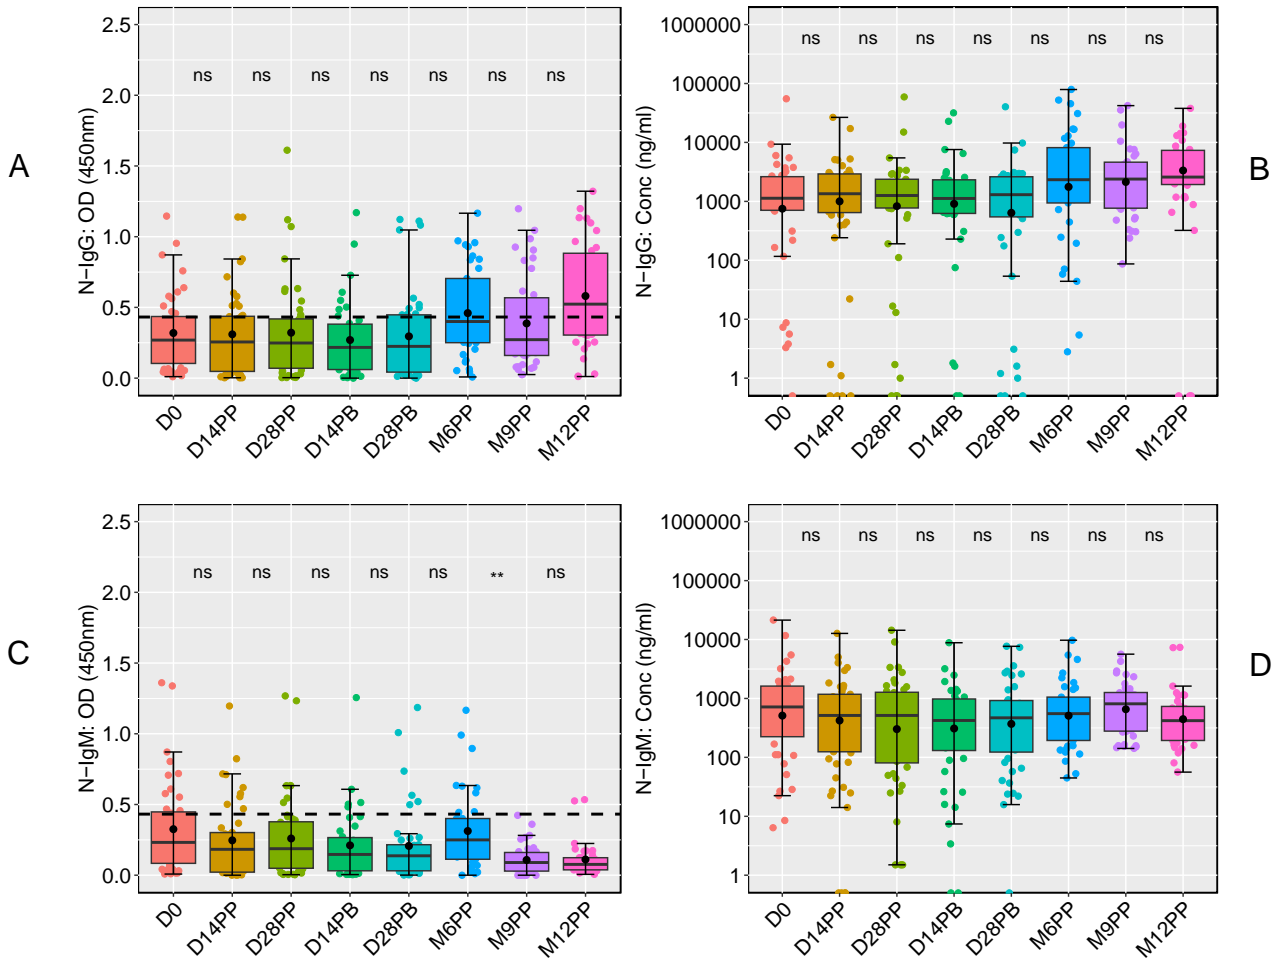 A
N−IgG: OD (450nm)
2.5
2.0
1.5
1.0
0.5
0.0
ns ns ns ns ns ns ns
D0 D14PP D28PP D14PB D28PB M6PP M9PP M12PP
B
N−IgG: Conc (ng/ml)
1000000
100000
10000
1000
100
10
1
ns ns ns ns ns ns ns
D0 D14PP D28PP D14PB D28PB M6PP M9PP M12PP
C
N−IgM: OD (450nm)
2.5
2.0
1.5
1.0
0.5
0.0
ns ns ns ns ns ** ns
D0 D14PP D28PP D14PB D28PB M6PP M9PP M12PP
D
N−IgM: Conc (ng/ml)
1000000
100000
10000
1000
100
10
1
ns ns ns ns ns ns ns
D0 D14PP D28PP D14PB D28PB M6PP M9PP M12PP